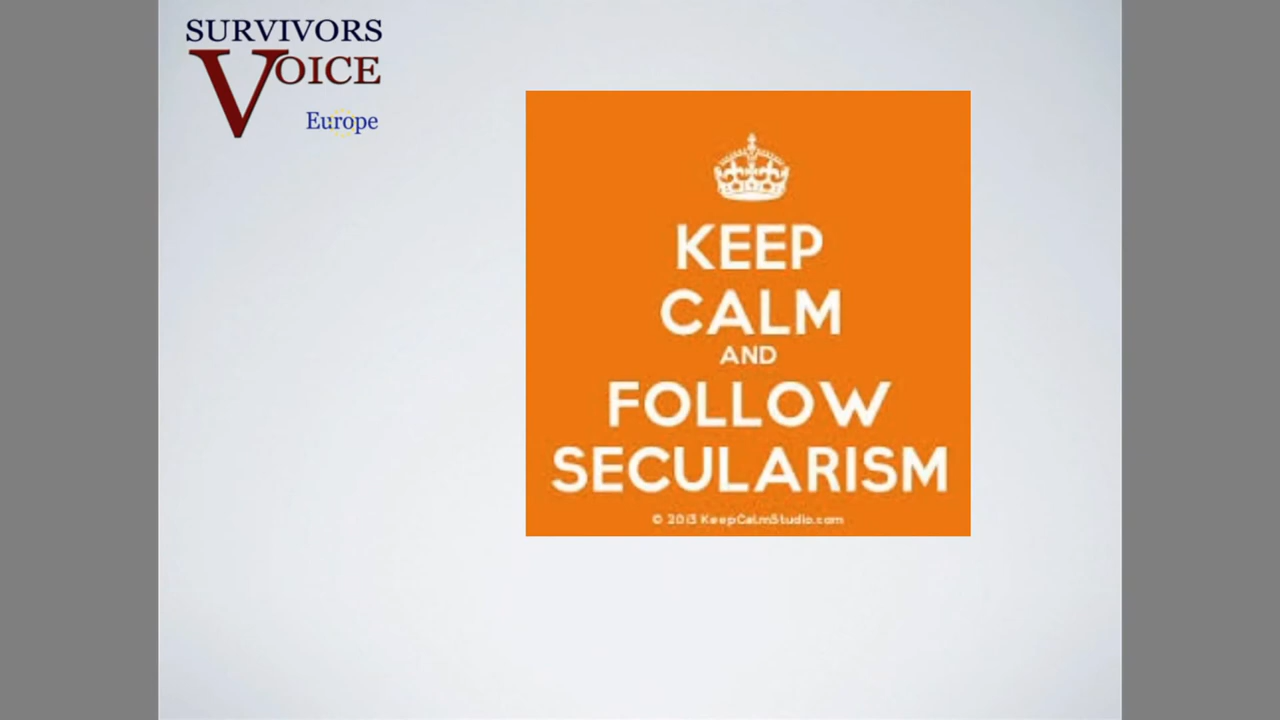 SURVIVORS
VOICE
Europe
KEEP
CALM
AND
FOLLOW
SECULARISM
© 2013 KeepCalmStudio.com